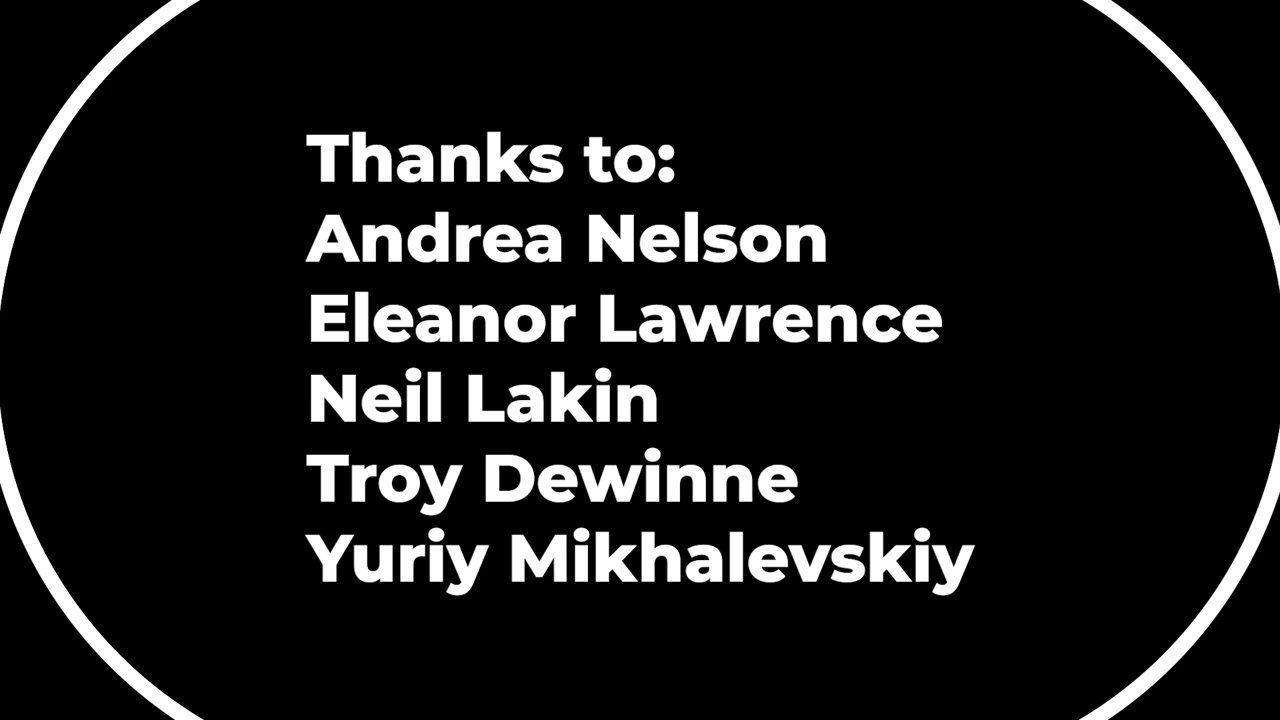 Thanks to:
Andrea Nelson
Eleanor Lawrence
Neil Lakin
Troy Dewinne
Yuriy Mikhalevskiy